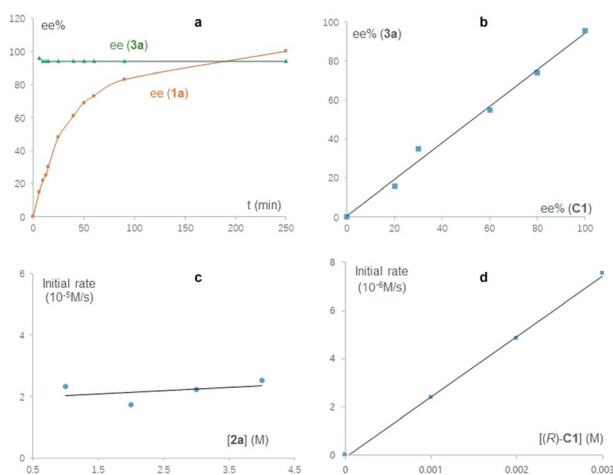 a
ee%
120
100
80
60
40
20
0
ee (3a)
ee (1a)
t (min)
0 50 100 150 200 250
b
ee% (3a)
100
80
60
40
20
0
ee% (C1)
0 20 40 60 80 100
c
Initial rate
(10-5M/s)
6
4
2
0
[2a] (M)
0.5 1.5 2.5 3.5 4.5
d
Initial rate
(10-6M/s)
8
6
4
2
0
[(R)-C1] (M)
0 0.001 0.002 0.003